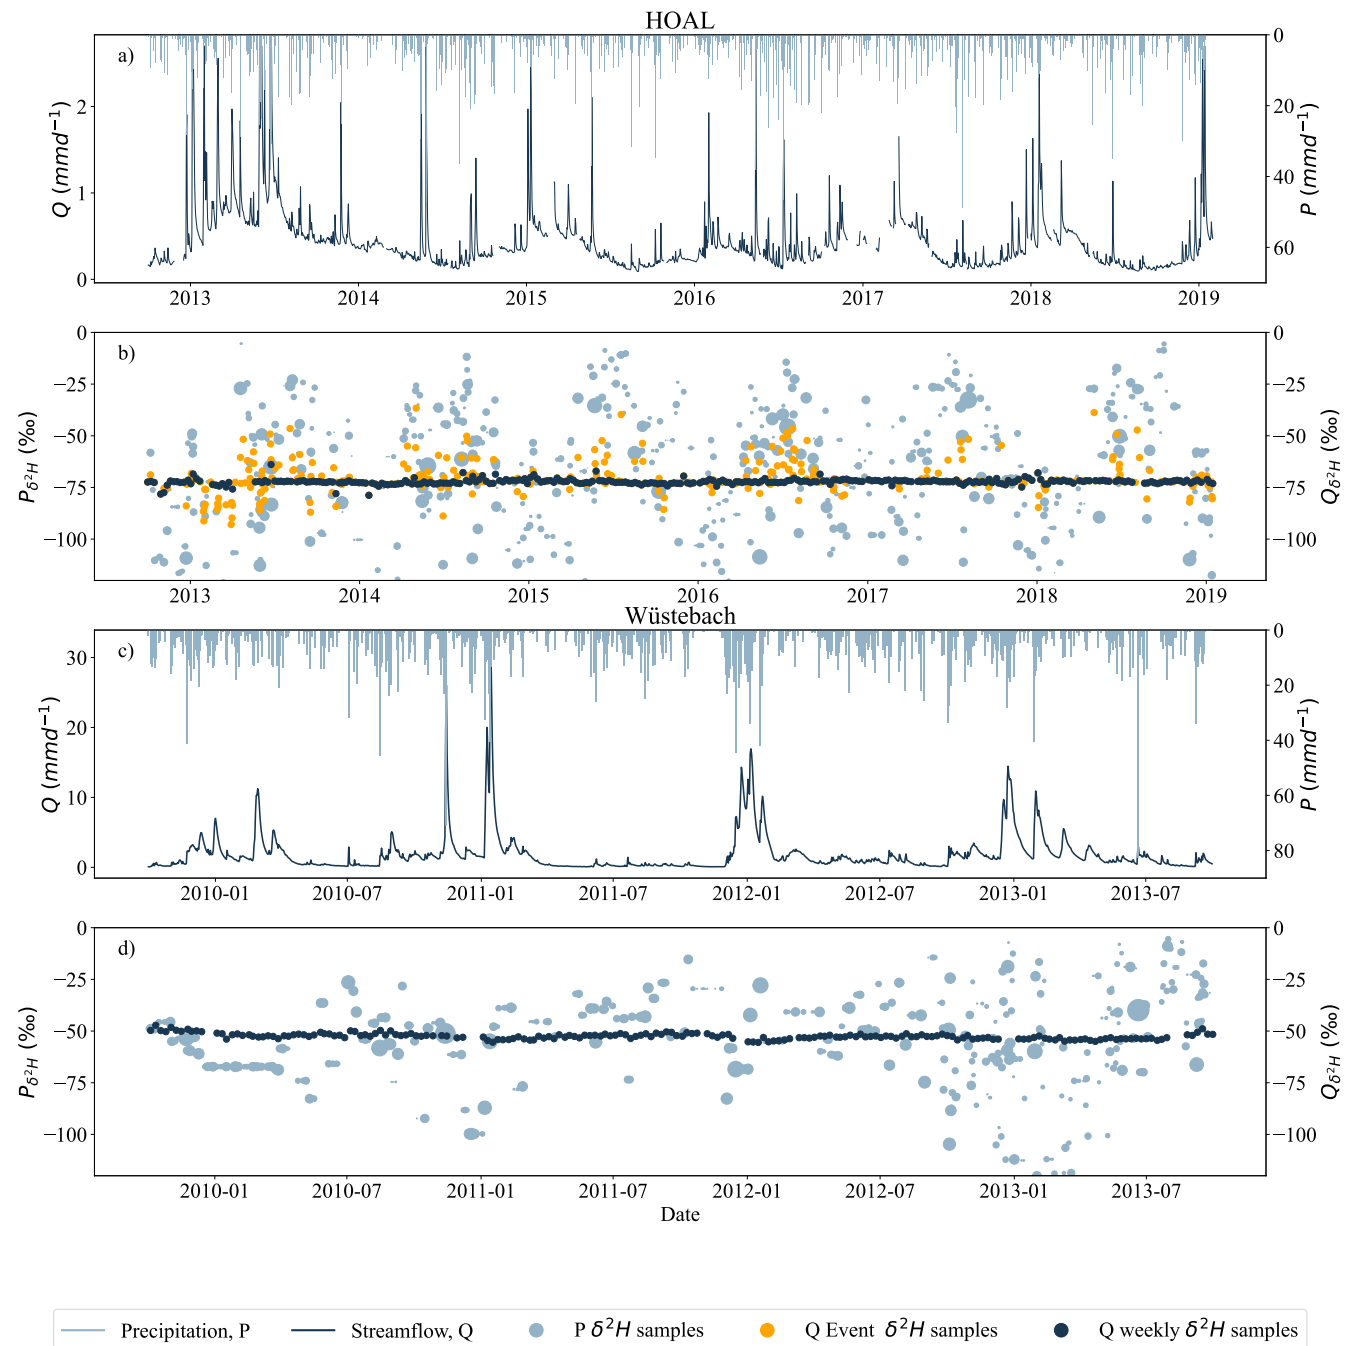 HOAL
a)
Q (mmd⁻¹)
2
1
0
P (mmd⁻¹)
0
20
40
60
2013 2014 2015 2016 2017 2018 2019
b)
P_δ²H (‰)
0
−25
−50
−75
−100
Q_δ²H (‰)
0
−25
−50
−75
−100
2013 2014 2015 2016 2017 2018 2019
Wüstebach
c)
Q (mmd⁻¹)
30
20
10
0
P (mmd⁻¹)
0
20
40
60
80
2010-01 2010-07 2011-01 2011-07 2012-01 2012-07 2013-01 2013-07
d)
P_δ²H (‰)
0
−25
−50
−75
−100
Q_δ²H (‰)
0
−25
−50
−75
−100
2010-01 2010-07 2011-01 2011-07 2012-01 2012-07 2013-01 2013-07
Date
Precipitation, P Streamflow, Q P δ²H samples Q Event δ²H samples Q weekly δ²H samples